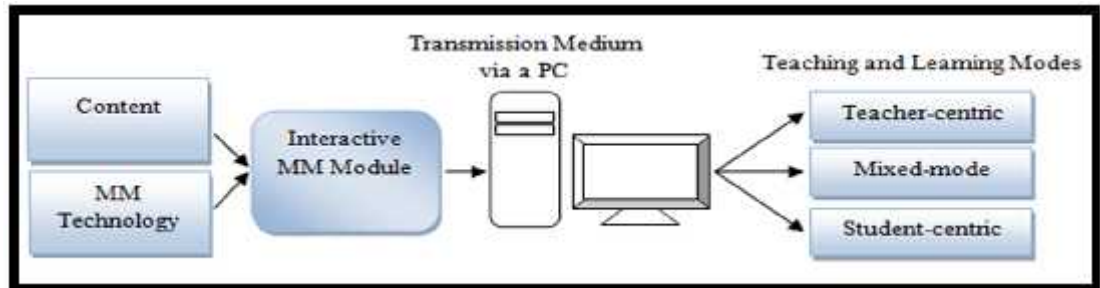 Transmission Medium
via a PC
Teaching and Learning Modes
Content
MM
Technology
Interactive
MM Module
Teacher-centric
Mixed-mode
Student-centric